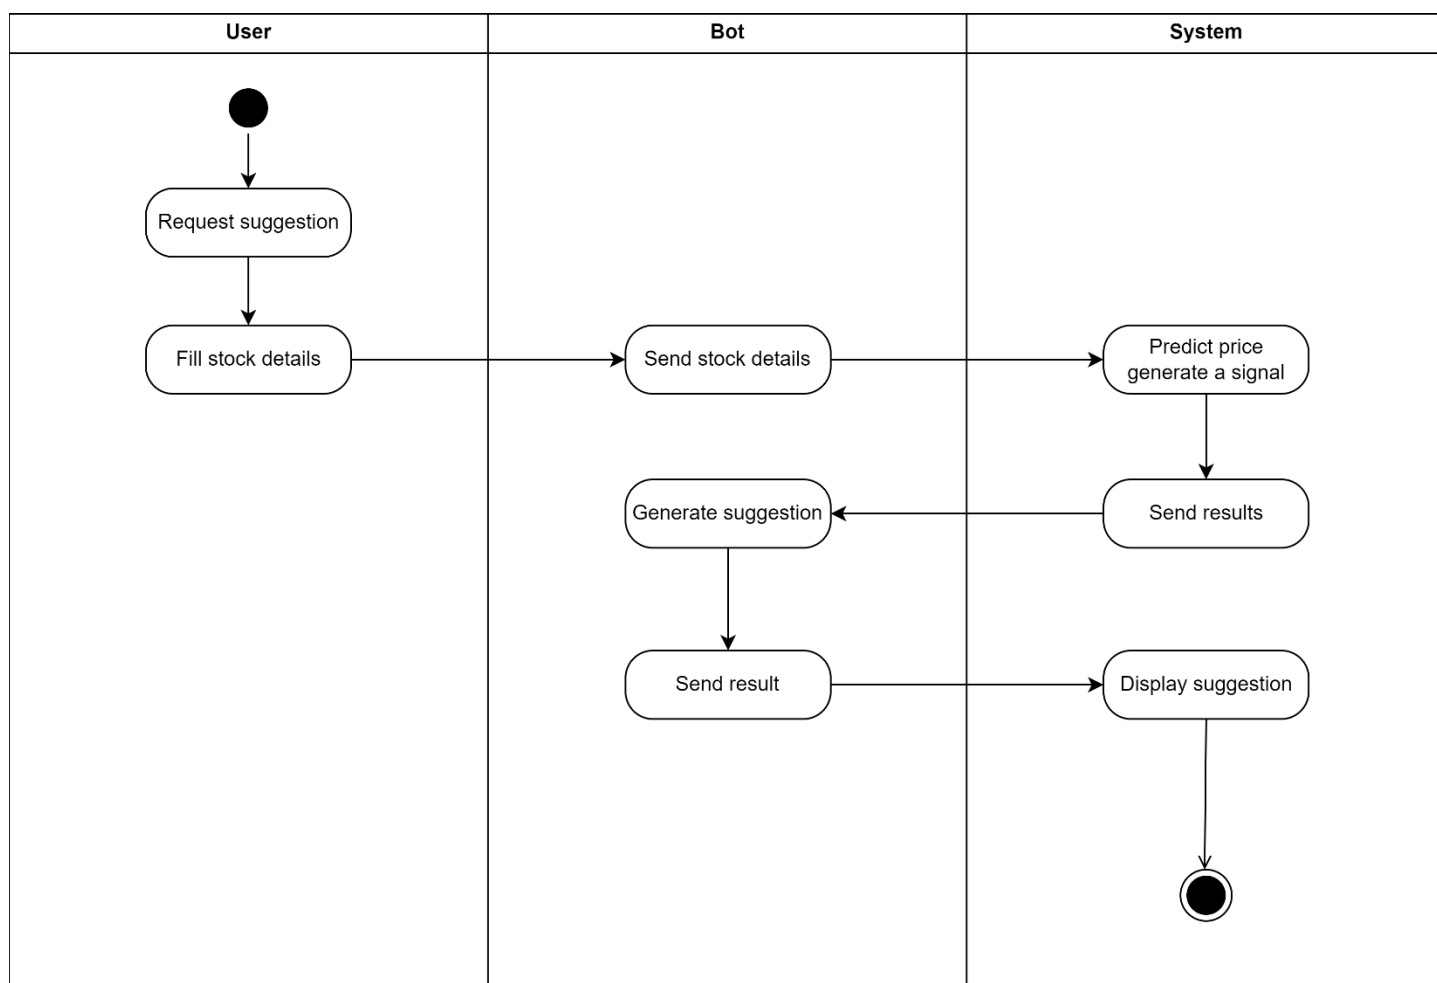 User
Bot
System
Request suggestion
Fill stock details
Send stock details
Predict price
generate a signal
Generate suggestion
Send results
Send result
Display suggestion